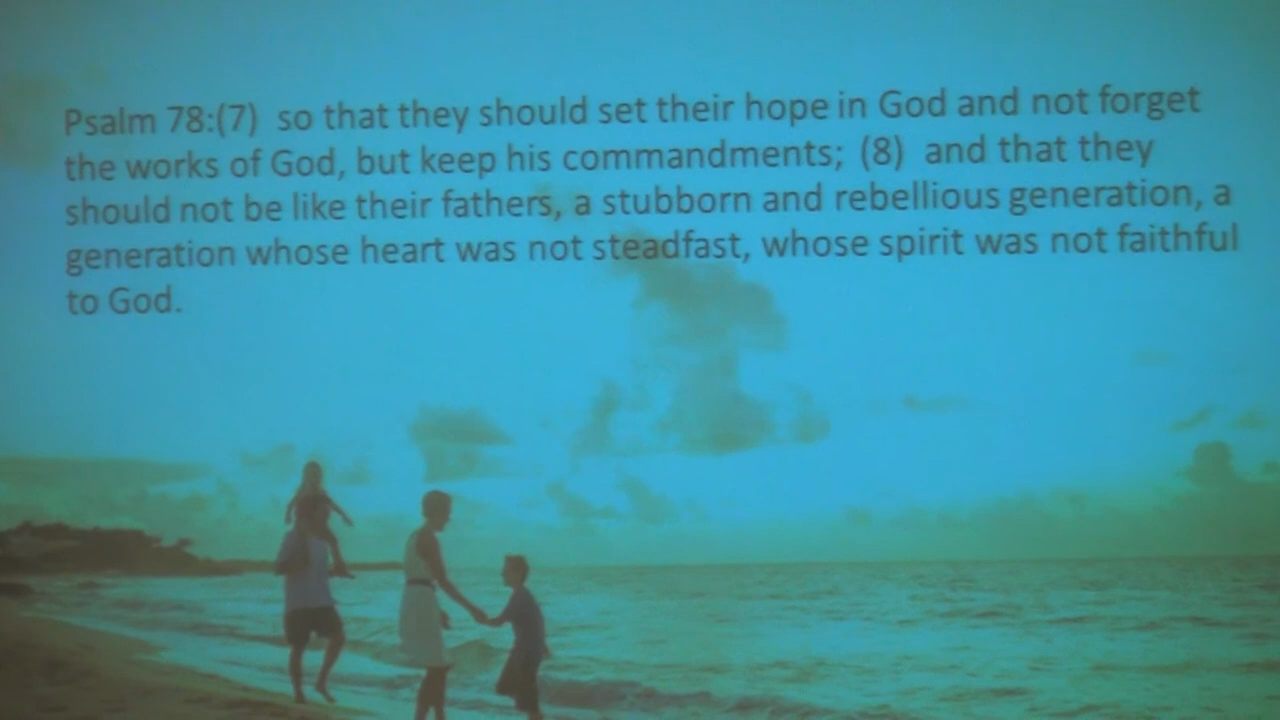 Psalm 78:(7)  so that they should set their hope in God and not forget
the works of God, but keep his commandments;  (8)  and that they
should not be like their fathers, a stubborn and rebellious generation, a
generation whose heart was not steadfast, whose spirit was not faithful
to God.